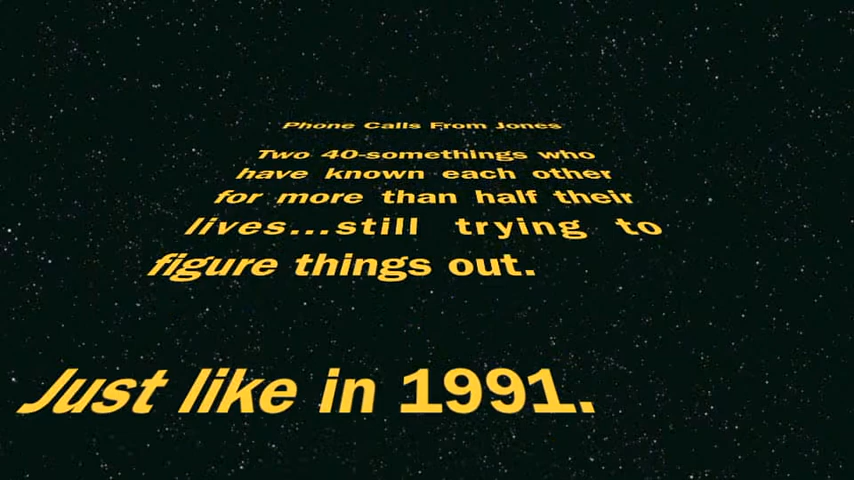 Phone Calls From Jones
Two 40-somethings who
have known each other
for more than half their
lives...still trying to
figure things out.
Just like in 1991.